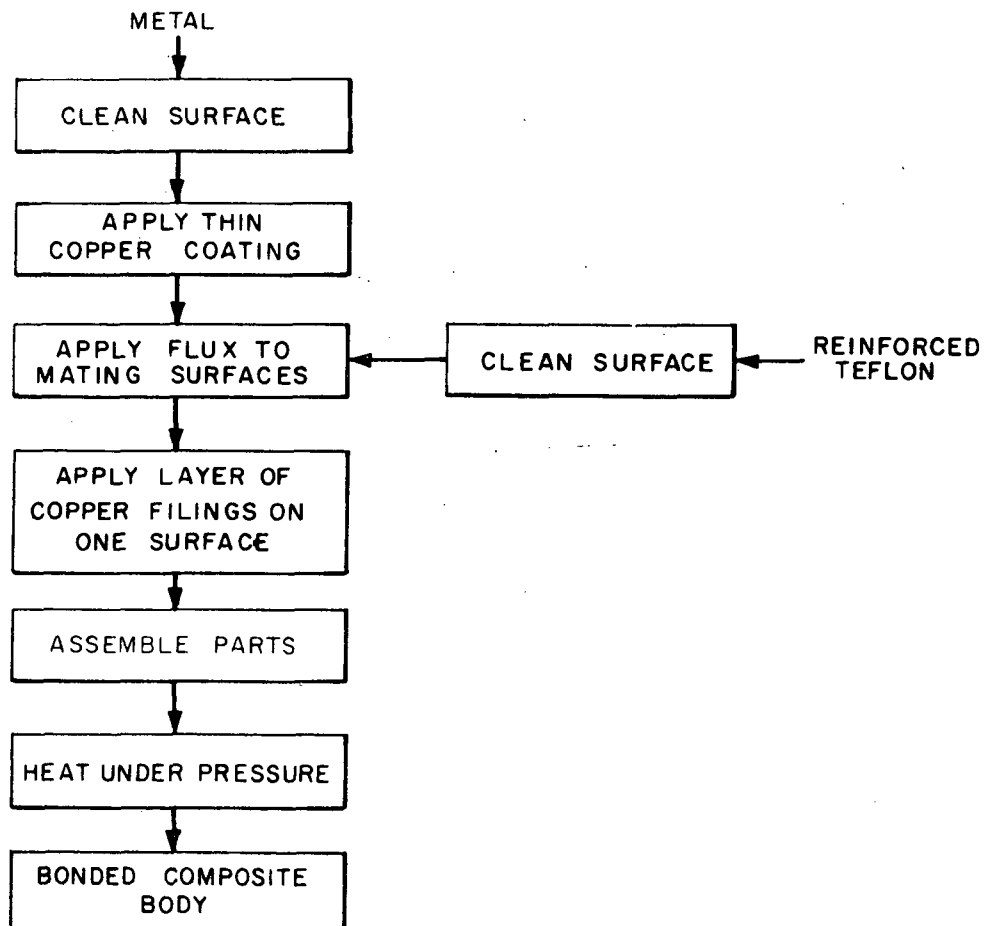 METAL
CLEAN SURFACE
APPLY THIN
COPPER COATING
APPLY FLUX TO
MATING SURFACES
CLEAN SURFACE
REINFORCED
TEFLON
APPLY LAYER OF
COPPER FILINGS ON
ONE SURFACE
ASSEMBLE PARTS
HEAT UNDER PRESSURE
BONDED COMPOSITE
BODY